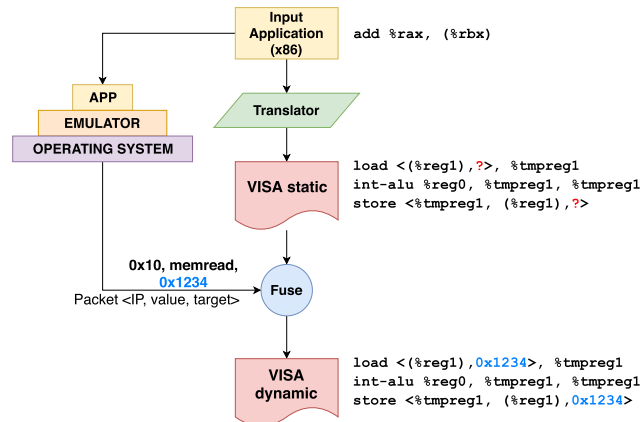 Input
Application
(x86)
add %rax, (%rbx)
APP
EMULATOR
OPERATING SYSTEM
Translator
VISA static
load <(%reg1),?>, %tmpreg1
int-alu %reg0, %tmpreg1, %tmpreg1
store <%tmpreg1, (%reg1),?>
0x10, memread,
0x1234
Packet <IP, value, target>
Fuse
VISA
dynamic
load <(%reg1),0x1234>, %tmpreg1
int-alu %reg0, %tmpreg1, %tmpreg1
store <%tmpreg1, (%reg1),0x1234>